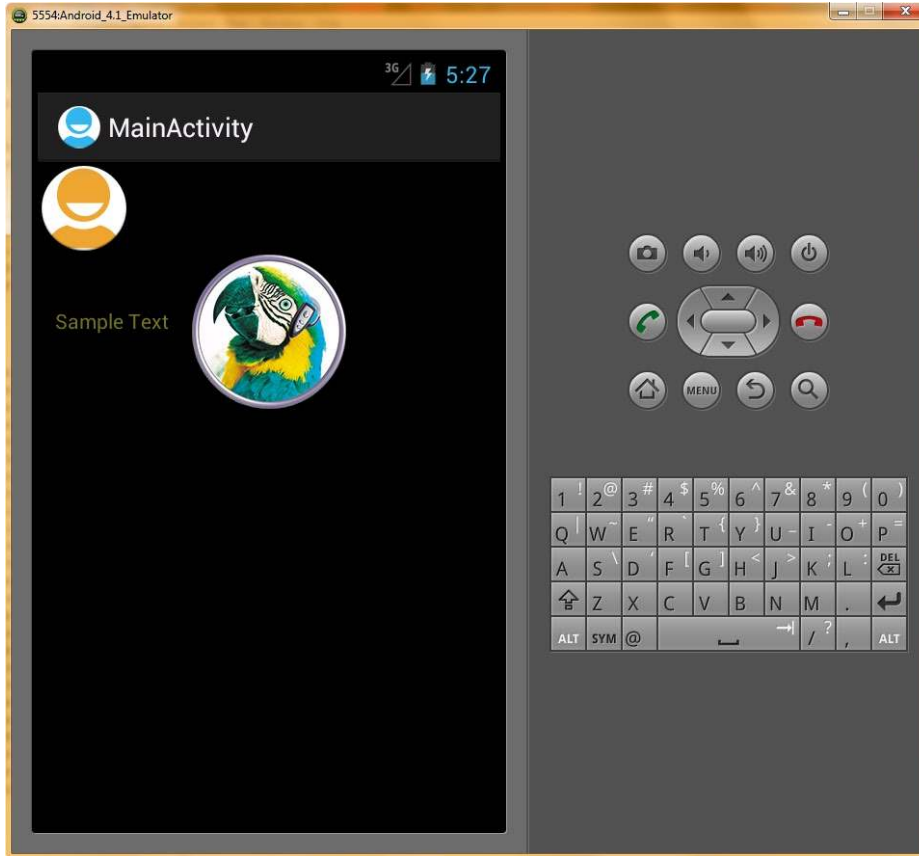 5554:Android_4.1_Emulator
3G 5:27
MainActivity
Sample Text
MENU
1 ! 2 @ 3 # 4 $ 5 % 6 ^ 7 & 8 * 9 ( 0 )
Q | W ~ E " R ` T { Y } U _ I - O + P =
A S \ D ' F [ G ] H < J > K ; L : DEL
Z X C V B N M .
ALT SYM @ / ? , ALT